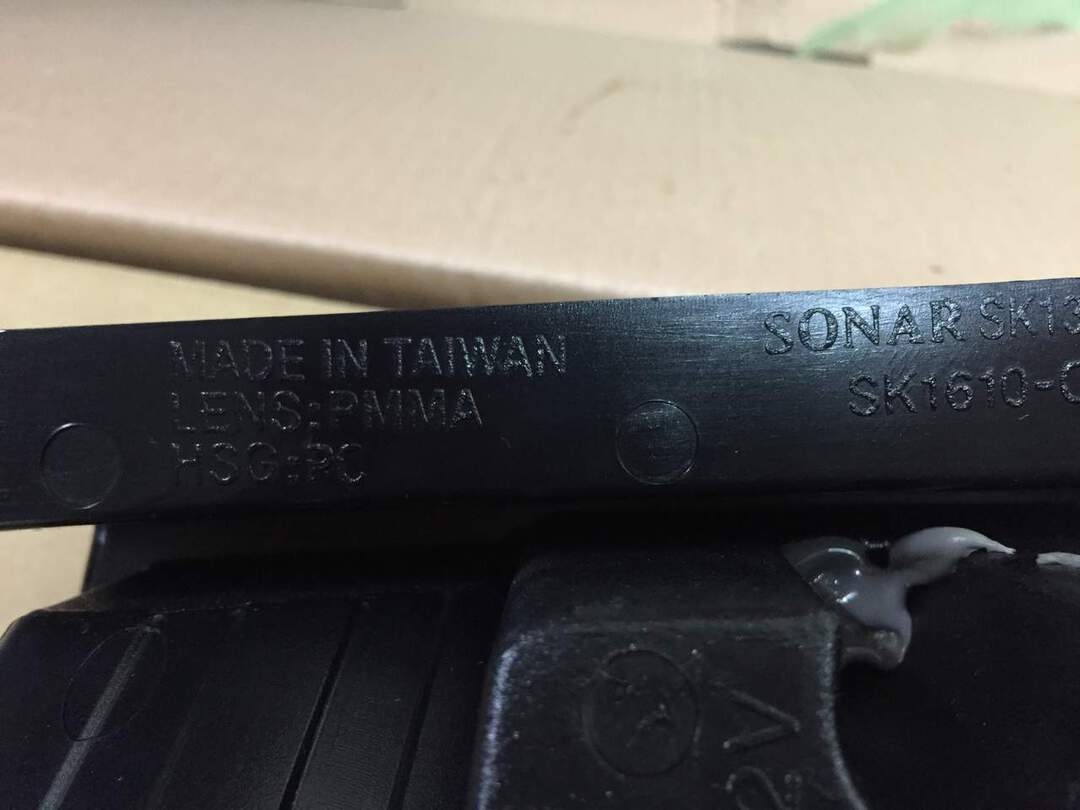 MADE IN TAIWAN
LENS:PMMA
HSG:PC
SONAR SK13
SK1610-C